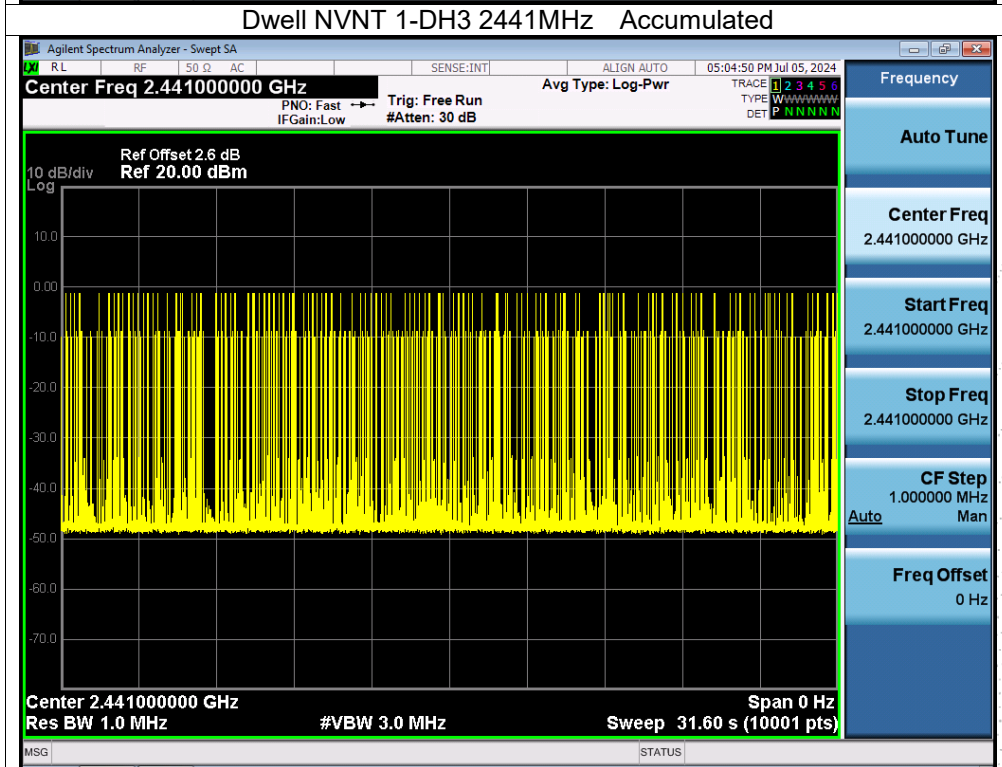 Dwell NVNT 1-DH3 2441MHz Accumulated
Agilent Spectrum Analyzer - Swept SA
LXI RL RF 50 Ω AC SENSE:INT ALIGN AUTO 05:04:50 PM Jul 05, 2024
Center Freq 2.441000000 GHz
PNO: Fast
IFGain:Low
Trig: Free Run
#Atten: 30 dB
Avg Type: Log-Pwr
TRACE 1 2 3 4 5 6
TYPE WWWWWW
DET P N N N N N
Ref Offset 2.6 dB
10 dB/div Ref 20.00 dBm
Log
10.0
0.00
-10.0
-20.0
-30.0
-40.0
-50.0
-60.0
-70.0
Center 2.441000000 GHz Span 0 Hz
Res BW 1.0 MHz #VBW 3.0 MHz Sweep 31.60 s (10001 pts)
MSG STATUS
Frequency
Auto Tune
Center Freq
2.441000000 GHz
Start Freq
2.441000000 GHz
Stop Freq
2.441000000 GHz
CF Step
1.000000 MHz
Auto Man
Freq Offset
0 Hz